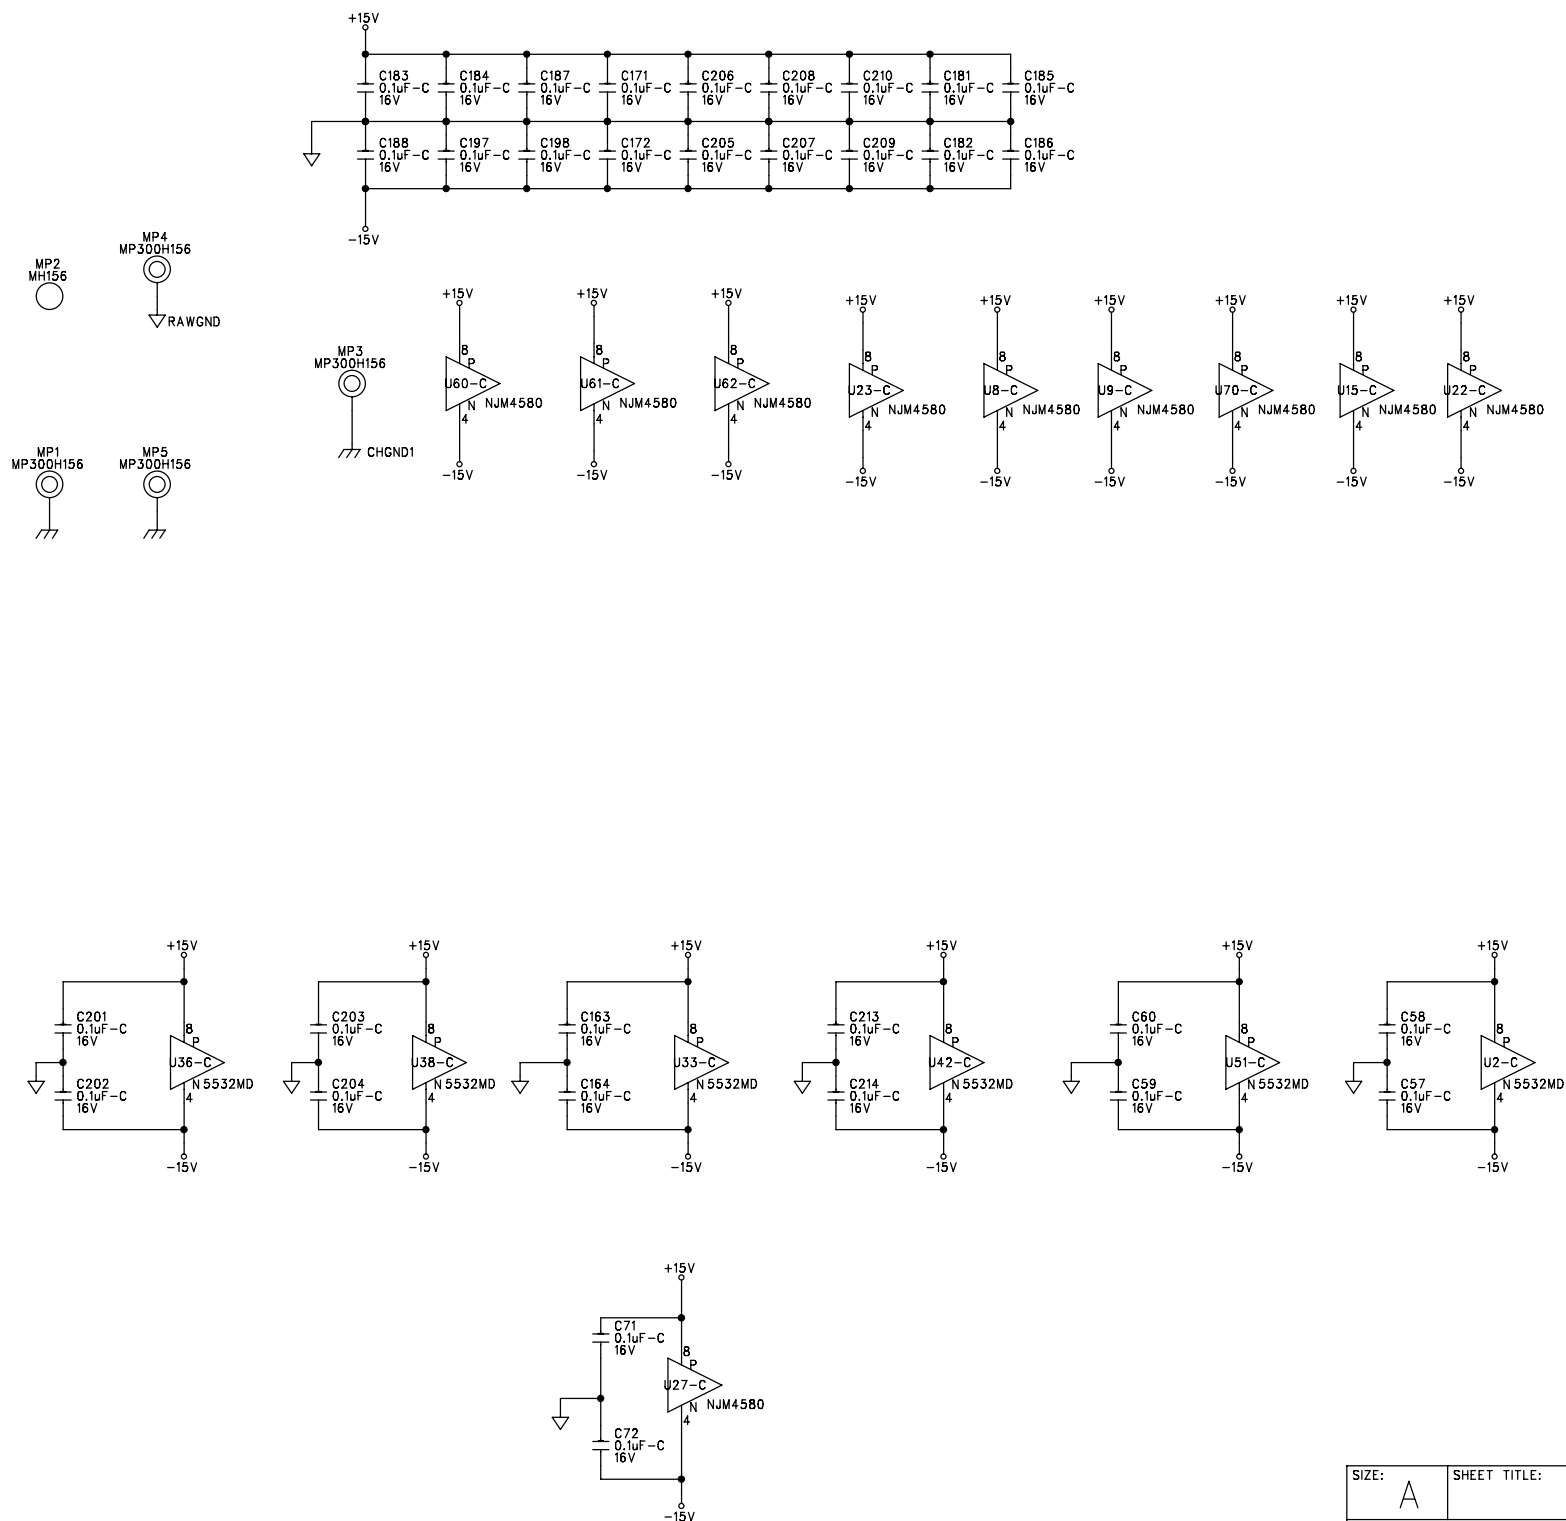 +15V
C183 C184 C187 C171 C206 C208 C210 C181 C185
0.1uF-C 0.1uF-C 0.1uF-C 0.1uF-C 0.1uF-C 0.1uF-C 0.1uF-C 0.1uF-C 0.1uF-C
16V 16V 16V 16V 16V 16V 16V 16V 16V
C188 C197 C198 C172 C205 C207 C209 C182 C186
0.1uF-C 0.1uF-C 0.1uF-C 0.1uF-C 0.1uF-C 0.1uF-C 0.1uF-C 0.1uF-C 0.1uF-C
16V 16V 16V 16V 16V 16V 16V 16V 16V
-15V
MP4
MP300H156
RAWGND
MP2
MH156
MP3
MP300H156
CHGND1
MP1 MP5
MP300H156 MP300H156
+15V +15V +15V +15V +15V +15V +15V +15V +15V
8 8 8 8 8 8 8 8 8
P P P P P P P P P
U60-C U61-C U62-C U23-C U8-C U9-C U70-C U15-C U22-C
N NJM4580 N NJM4580 N NJM4580 N NJM4580 N NJM4580 N NJM4580 N NJM4580 N NJM4580 N NJM4580
4 4 4 4 4 4 4 4 4
-15V -15V -15V -15V -15V -15V -15V -15V -15V
+15V +15V +15V +15V +15V +15V
C201 C203 C163 C213 C60 C58
0.1uF-C 0.1uF-C 0.1uF-C 0.1uF-C 0.1uF-C 0.1uF-C
16V 16V 16V 16V 16V 16V
8 8 8 8 8 8
P P P P P P
U36-C U38-C U33-C U42-C U51-C U2-C
N 5532MD N 5532MD N 5532MD N 5532MD N 5532MD N 5532MD
4 4 4 4 4 4
C202 C204 C164 C214 C59 C57
0.1uF-C 0.1uF-C 0.1uF-C 0.1uF-C 0.1uF-C 0.1uF-C
16V 16V 16V 16V 16V 16V
-15V -15V -15V -15V -15V -15V
+15V
C71
0.1uF-C
16V
8
P
U27-C
N NJM4580
4
C72
0.1uF-C
16V
-15V
SIZE: A SHEET TITLE: